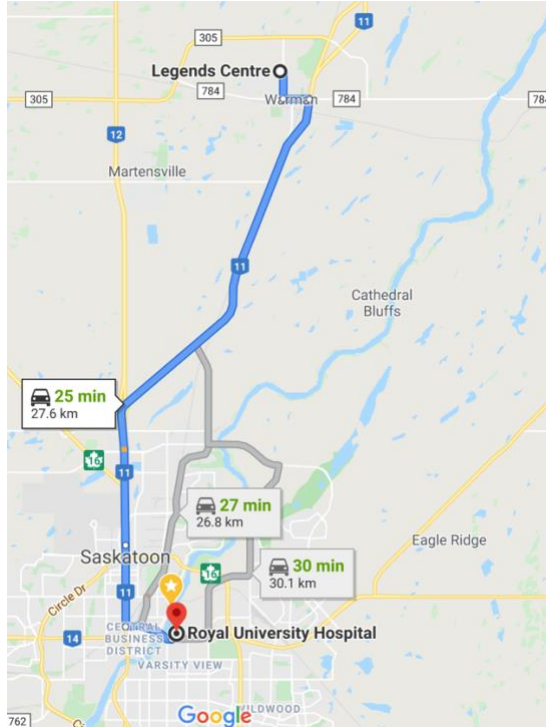 11
305
Legends Centre
305
784
Warman
784
784
12
Martensville
11
Cathedral
Bluffs
25 min
27.6 km
16
11
27 min
26.8 km
Eagle Ridge
30 min
30.1 km
Saskatoon
16
Circle Dr
11
CENTRAL
BUSINESS
DISTRICT
14
Royal University Hospital
VARSITY VIEW
Google
WILDWOOD
762